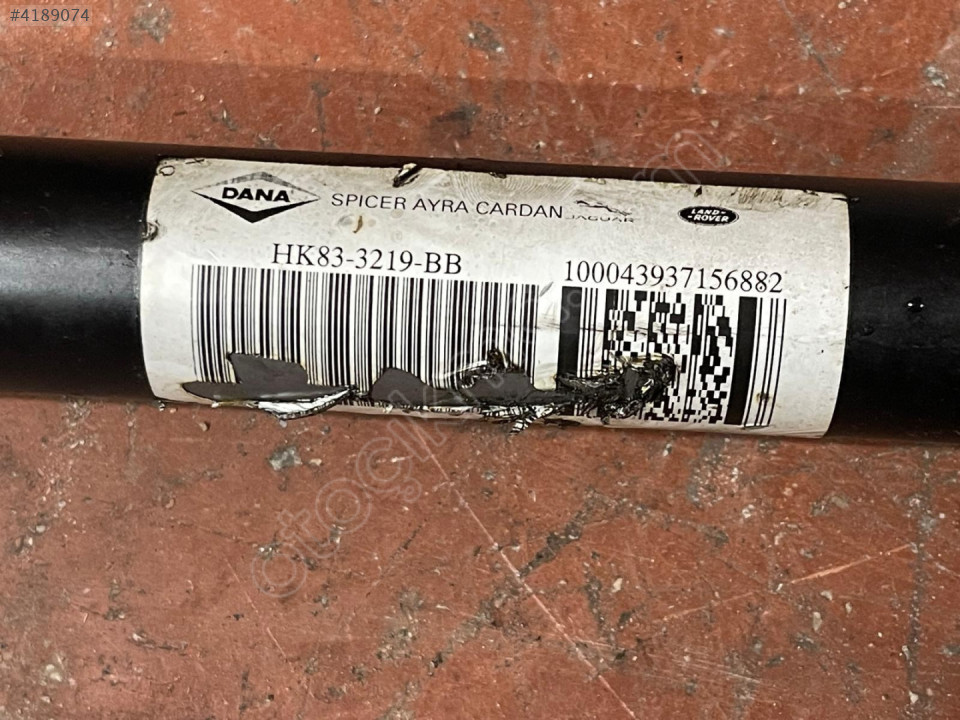 #4189074
DANA SPICER AYRA CARDAN JAGUAR LAND-ROVER
HK83-3219-BB 100043937156882